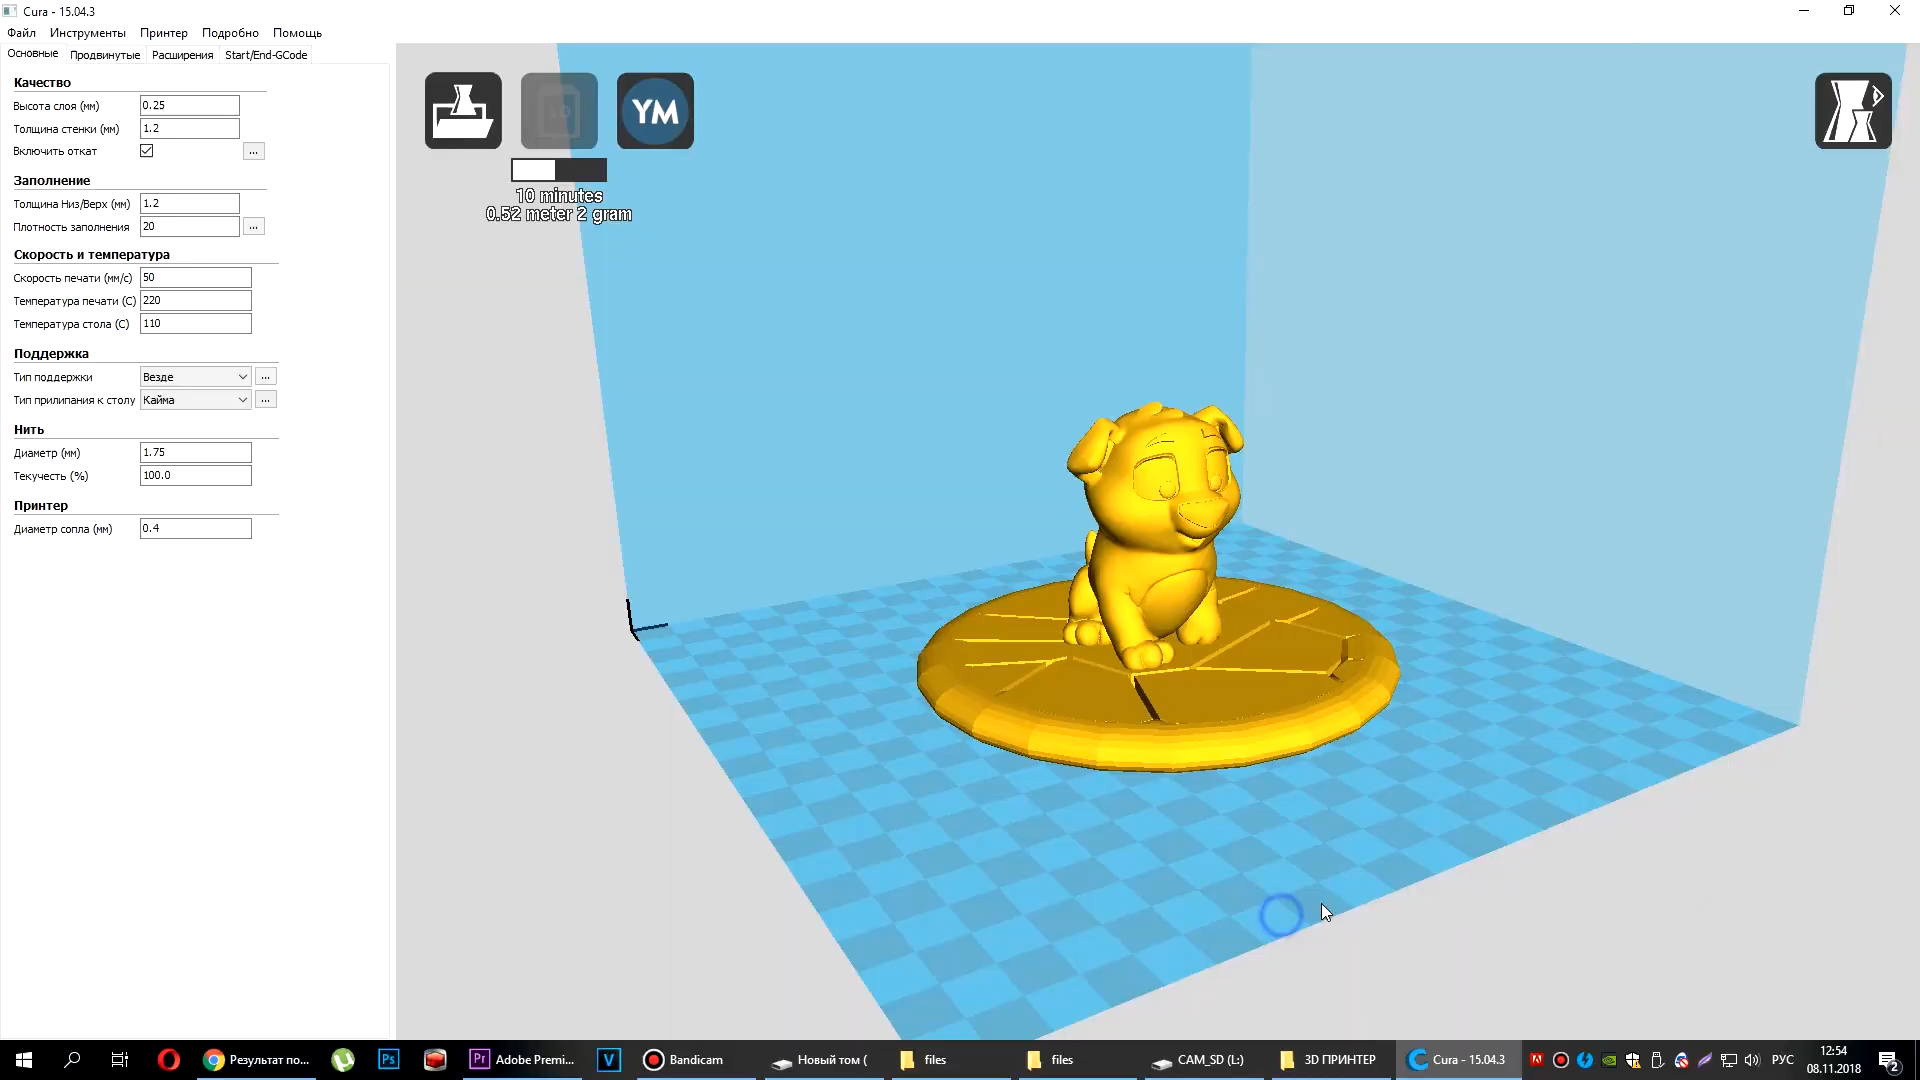 Cura - 15.04.3
Файл Инструменты Принтер Подробно Помощь
Основные Продвинутые Расширения Start/End-GCode
Качество
Высота слоя (мм) 0.25
Толщина стенки (мм) 1.2
Включить откат ...
Заполнение
Толщина Низ/Верх (мм) 1.2
Плотность заполнения 20 ...
Скорость и температура
Скорость печати (мм/с) 50
Температура печати (C) 220
Температура стола (C) 110
Поддержка
Тип поддержки Везде ...
Тип прилипания к столу Кайма ...
Нить
Диаметр (мм) 1.75
Текучесть (%) 100.0
Принтер
Диаметр сопла (мм) 0.4
SD
YM
10 minutes
0.52 meter 2 gram
Результат по...
Ps
Pr Adobe Premi...
V
Bandicam
Новый том (
files
files
CAM_SD (L:)
3D ПРИНТЕР
Cura - 15.04.3
РУС
12:54
08.11.2018
2